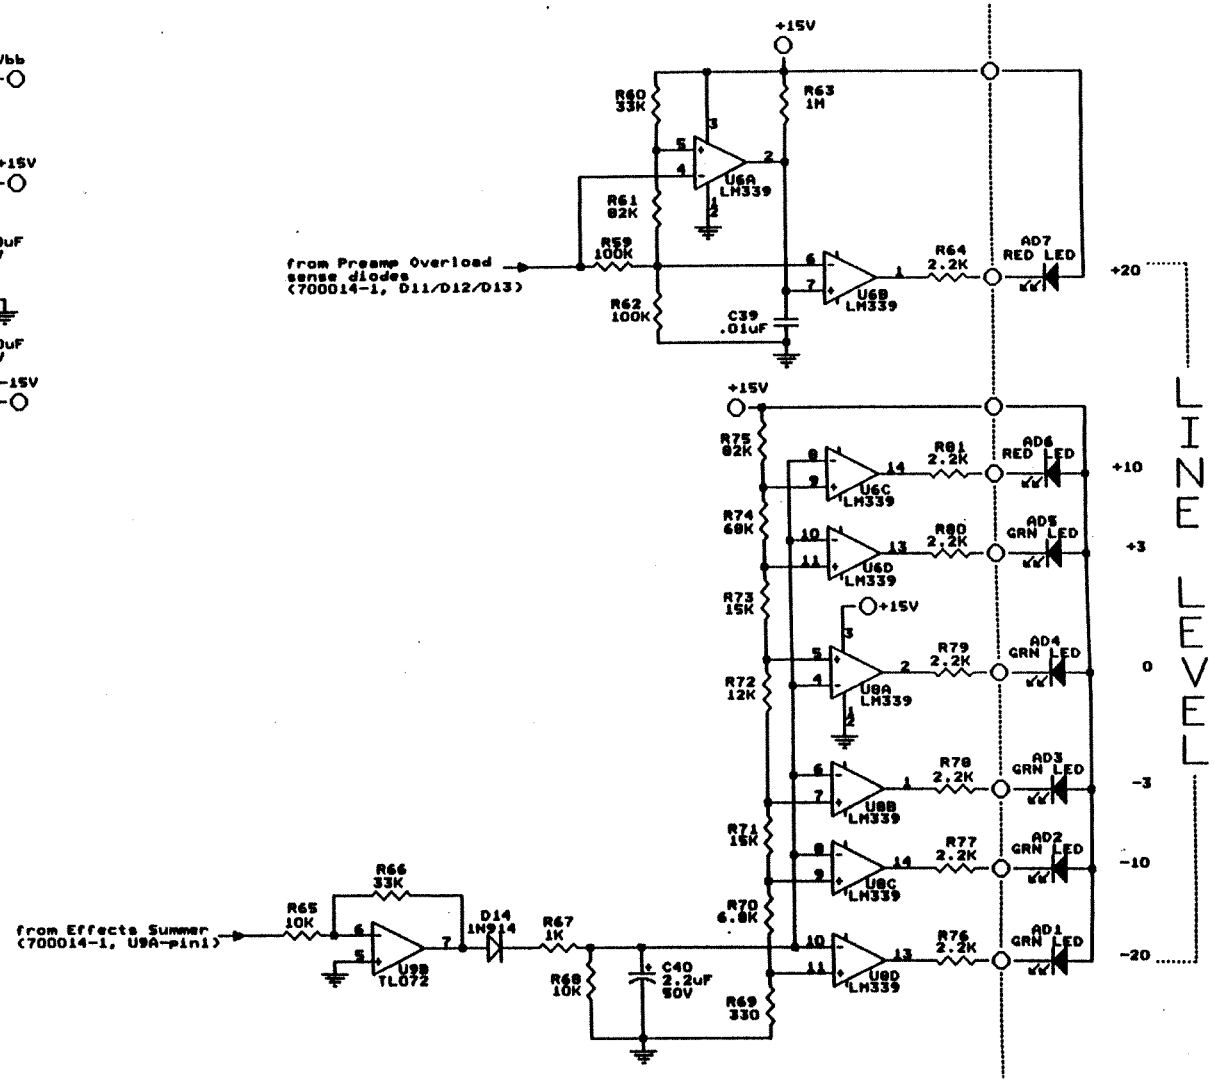 +15V
Vbb
R60
33K
R63
1M
3
5
4
2
+15V
U6A
LM339
R61
82K
12
0uF
V
R59
100K
AD7
RED LED
R64
2.2K
from Preamp Overload
sense diodes
(700014-1, D11/D12/D13)
6
7
1
+20
U6B
LM339
R62
100K
C39
.01uF
0uF
V
-15V
+15V
LINE LEVEL
R75
82K
8
9
14
R81
2.2K
AD6
RED LED
+10
U6C
LM339
R74
68K
10
11
13
R80
2.2K
AD5
GRN LED
+3
U6D
LM339
R73
15K
+15V
3
5
4
2
R79
2.2K
AD4
GRN LED
0
U8A
LM339
R72
12K
12
6
7
1
R78
2.2K
AD3
GRN LED
-3
U8B
LM339
R71
15K
8
9
14
R77
2.2K
AD2
GRN LED
-10
U8C
LM339
R66
33K
R65
10K
R70
6.8K
from Effects Summer
(700014-1, U9A-pin1)
6
5
7
D14
1N914
R67
1K
10
11
13
R76
2.2K
AD1
GRN LED
-20
U9B
TL072
R68
10K
+
C40
2.2uF
50V
U8D
LM339
R69
330